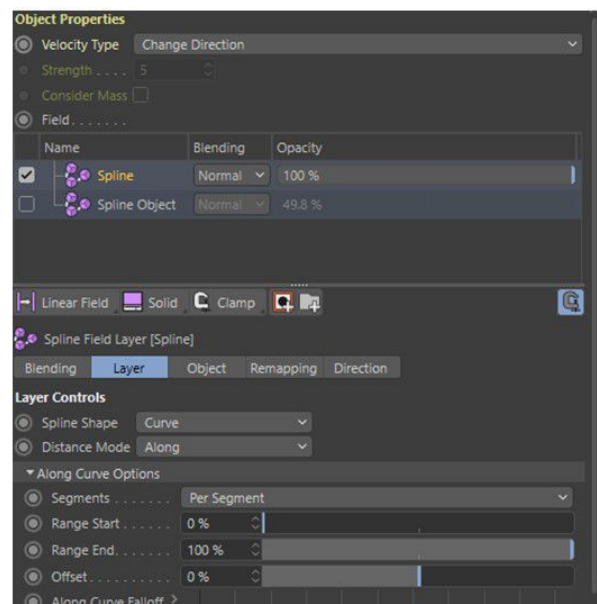 Object Properties
Velocity Type Change Direction
Strength . . . . 5
Consider Mass
Field. . . . . . .
Name Blending Opacity
Spline Normal 100 %
Spline Object Normal 49.8 %
Linear Field Solid Clamp
Spline Field Layer [Spline]
Blending Layer Object Remapping Direction
Layer Controls
Spline Shape Curve
Distance Mode Along
Along Curve Options
Segments . . . . . . . Per Segment
Range Start . . . . . . 0 %
Range End. . . . . . . 100 %
Offset. . . . . . . . . . 0 %
Along Curve Falloff